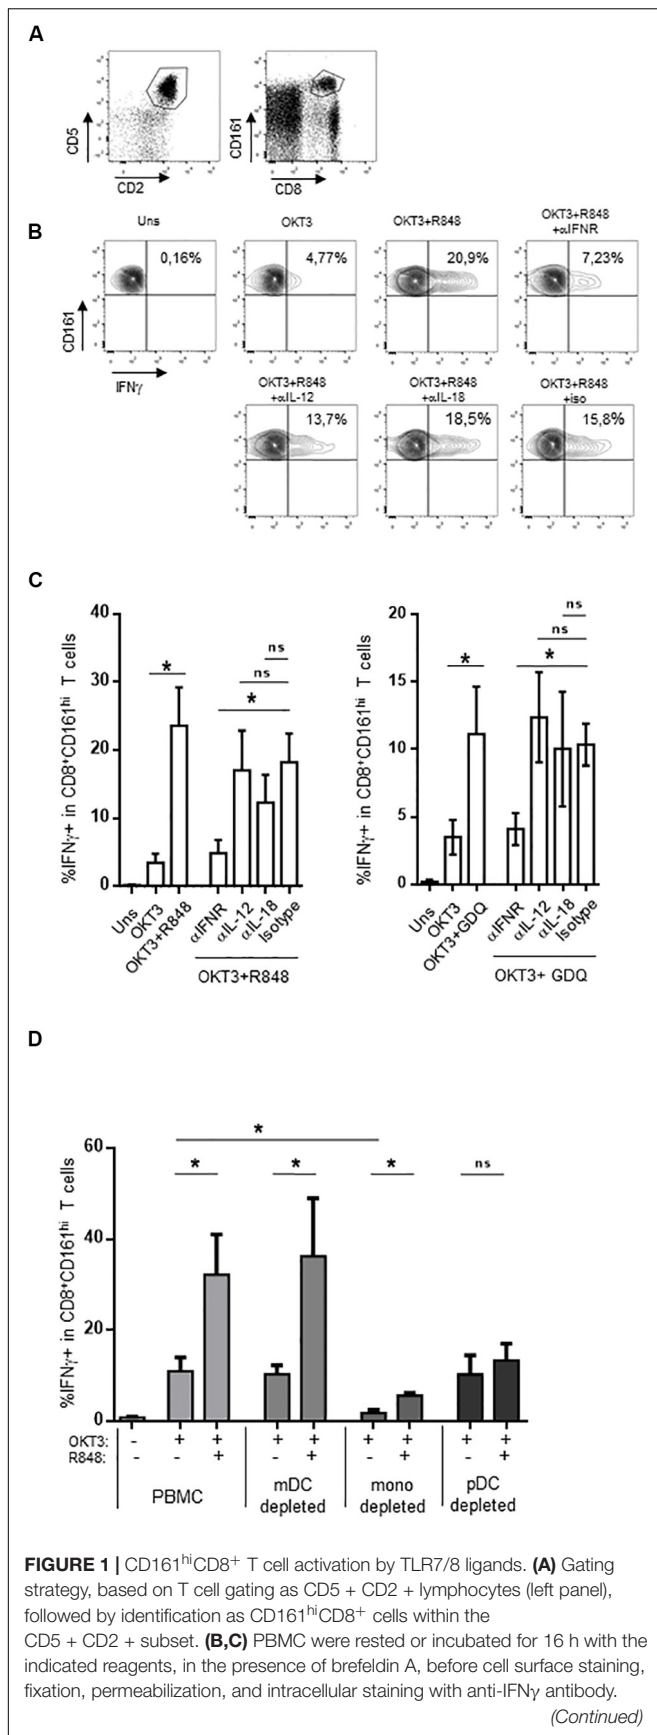 A
CD5
CD2
CD161
CD8
B
Uns
OKT3
OKT3+R848
OKT3+R848
+αIFNR
0,16%
4,77%
20,9%
7,23%
CD161
IFNγ
OKT3+R848
+αIL-12
OKT3+R848
+αIL-18
OKT3+R848
+iso
13,7%
18,5%
15,8%
C
%IFNγ+ in CD8⁺CD161ʰⁱ T cells
40
30
20
10
0
*
*
ns
ns
Uns
OKT3
OKT3+R848
αIFNR
αIL-12
αIL-18
Isotype
OKT3+R848
%IFNγ+ in CD8⁺CD161ʰⁱ T cells
20
15
10
5
0
*
*
ns
ns
Uns
OKT3
OKT3+GDQ
αIFNR
αIL-12
αIL-18
Isotype
OKT3+ GDQ
D
%IFNγ+ in CD8⁺CD161ʰⁱ T cells
60
40
20
0
*
* * * ns
OKT3: - + + + + + + + +
R848: - - + - + - + - +
PBMC
mDC
depleted
mono
depleted
pDC
depleted
FIGURE 1 | CD161ʰⁱCD8⁺ T cell activation by TLR7/8 ligands. (A) Gating
strategy, based on T cell gating as CD5 + CD2 + lymphocytes (left panel),
followed by identification as CD161ʰⁱCD8⁺ cells within the
CD5 + CD2 + subset. (B,C) PBMC were rested or incubated for 16 h with the
indicated reagents, in the presence of brefeldin A, before cell surface staining,
fixation, permeabilization, and intracellular staining with anti-IFNγ antibody.
(Continued)